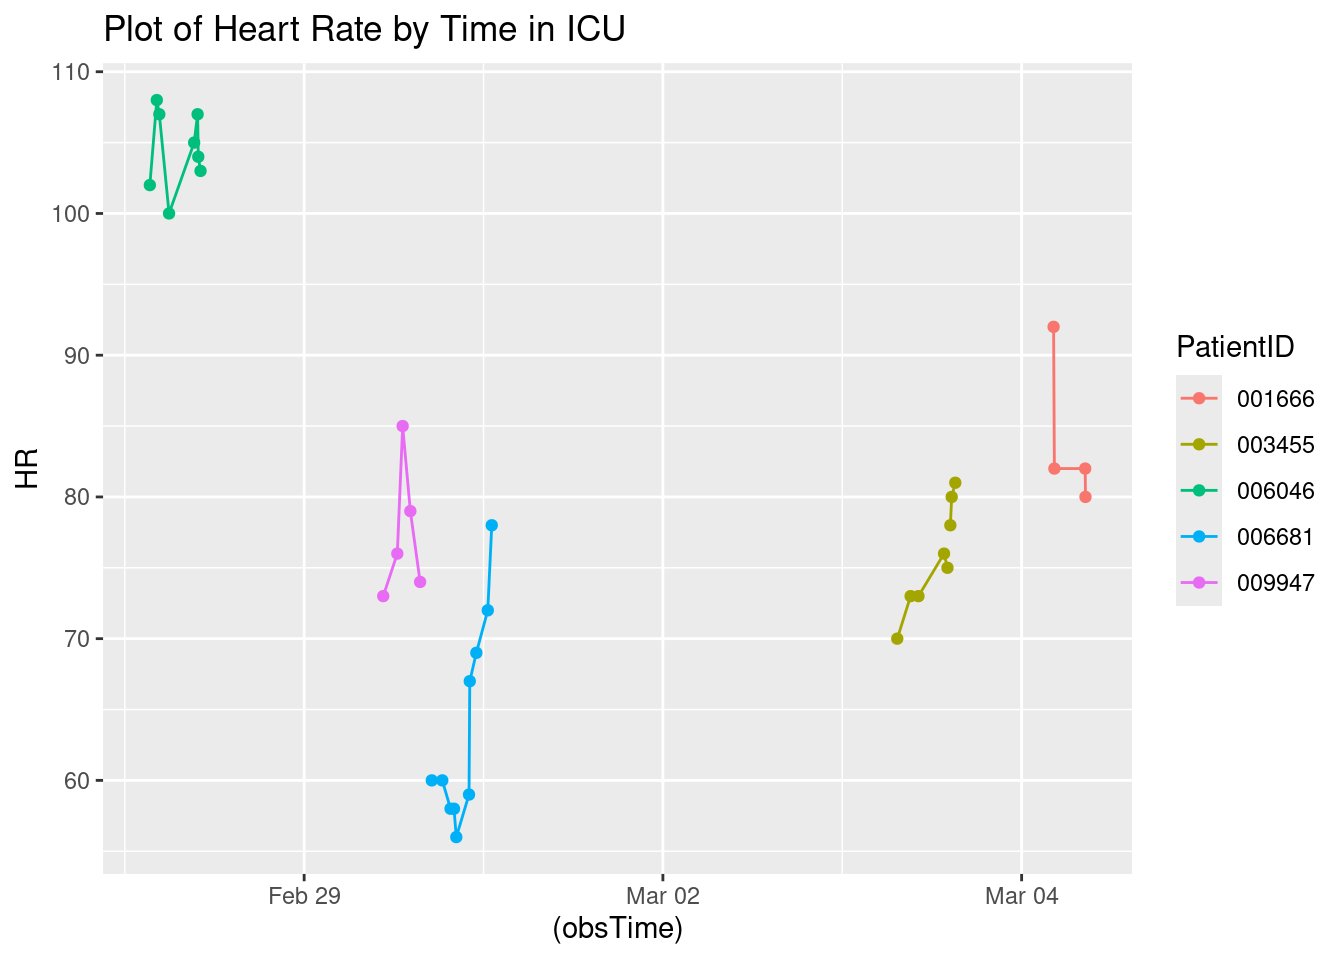 Plot of Heart Rate by Time in ICU
110
100
90
80
70
60
HR
Feb 29
Mar 02
Mar 04
(obsTime)
PatientID
001666
003455
006046
006681
009947